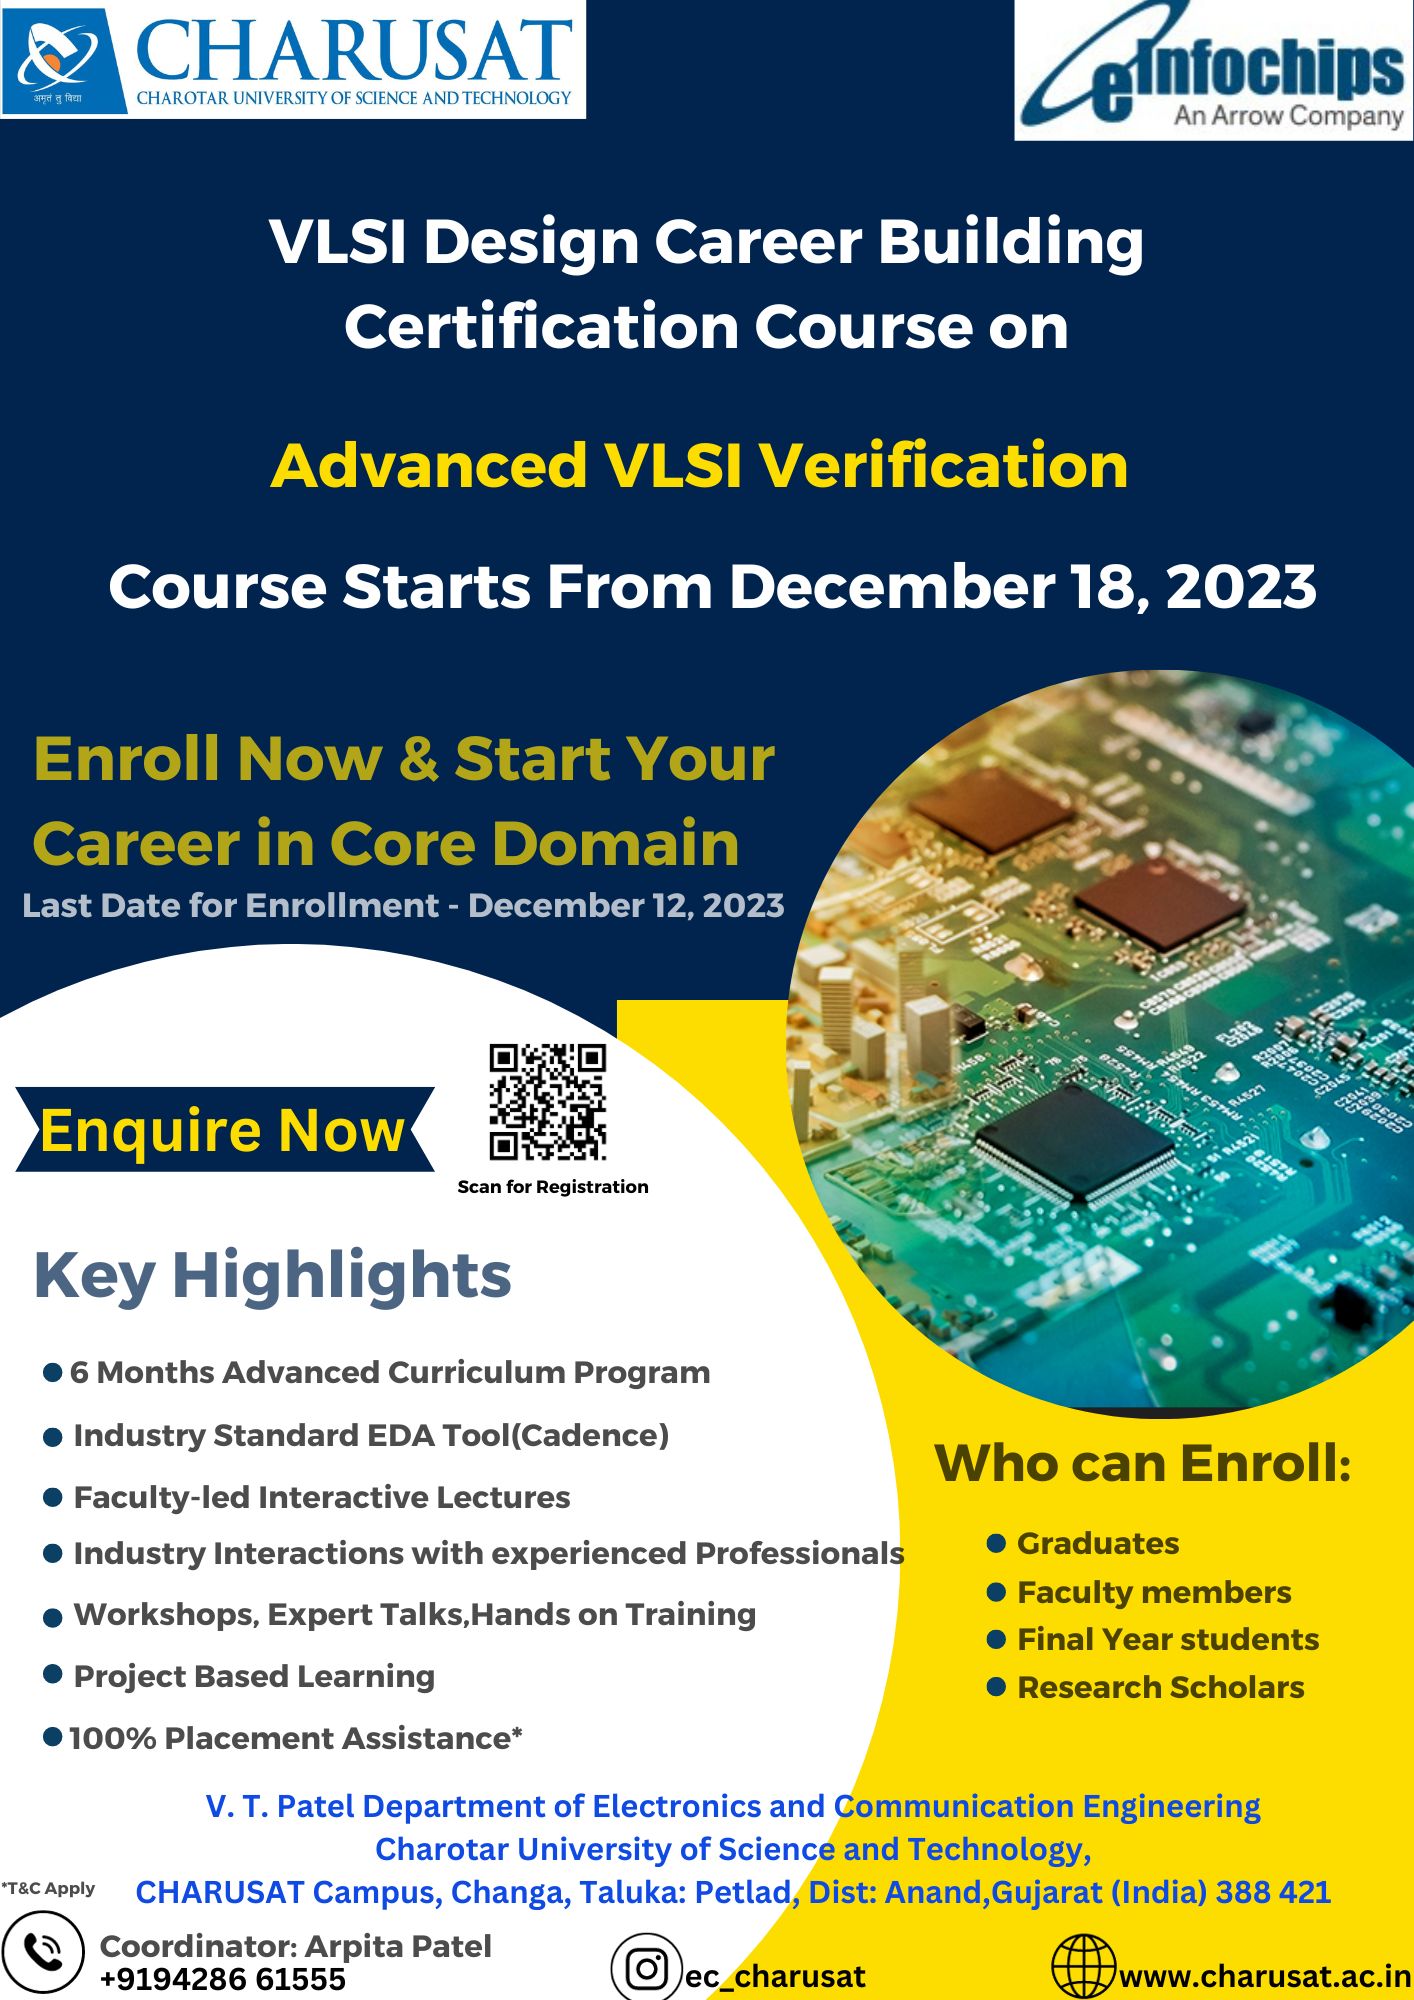 CHARUSAT
अमृतं तु विद्या
CHAROTAR UNIVERSITY OF SCIENCE AND TECHNOLOGY
eInfochips
An Arrow Company
VLSI Design Career Building
Certification Course on
Advanced VLSI Verification
Course Starts From December 18, 2023
Enroll Now & Start Your
Career in Core Domain
Last Date for Enrollment - December 12, 2023
Enquire Now
Scan for Registration
Key Highlights
6 Months Advanced Curriculum Program
Industry Standard EDA Tool(Cadence)
Faculty-led Interactive Lectures
Industry Interactions with experienced Professionals
Workshops, Expert Talks,Hands on Training
Project Based Learning
100% Placement Assistance*
Who can Enroll:
Graduates
Faculty members
Final Year students
Research Scholars
V. T. Patel Department of Electronics and Communication Engineering
Charotar University of Science and Technology,
CHARUSAT Campus, Changa, Taluka: Petlad, Dist: Anand,Gujarat (India) 388 421
*T&C Apply
Coordinator: Arpita Patel
+9194286 61555
ec_charusat
www.charusat.ac.in